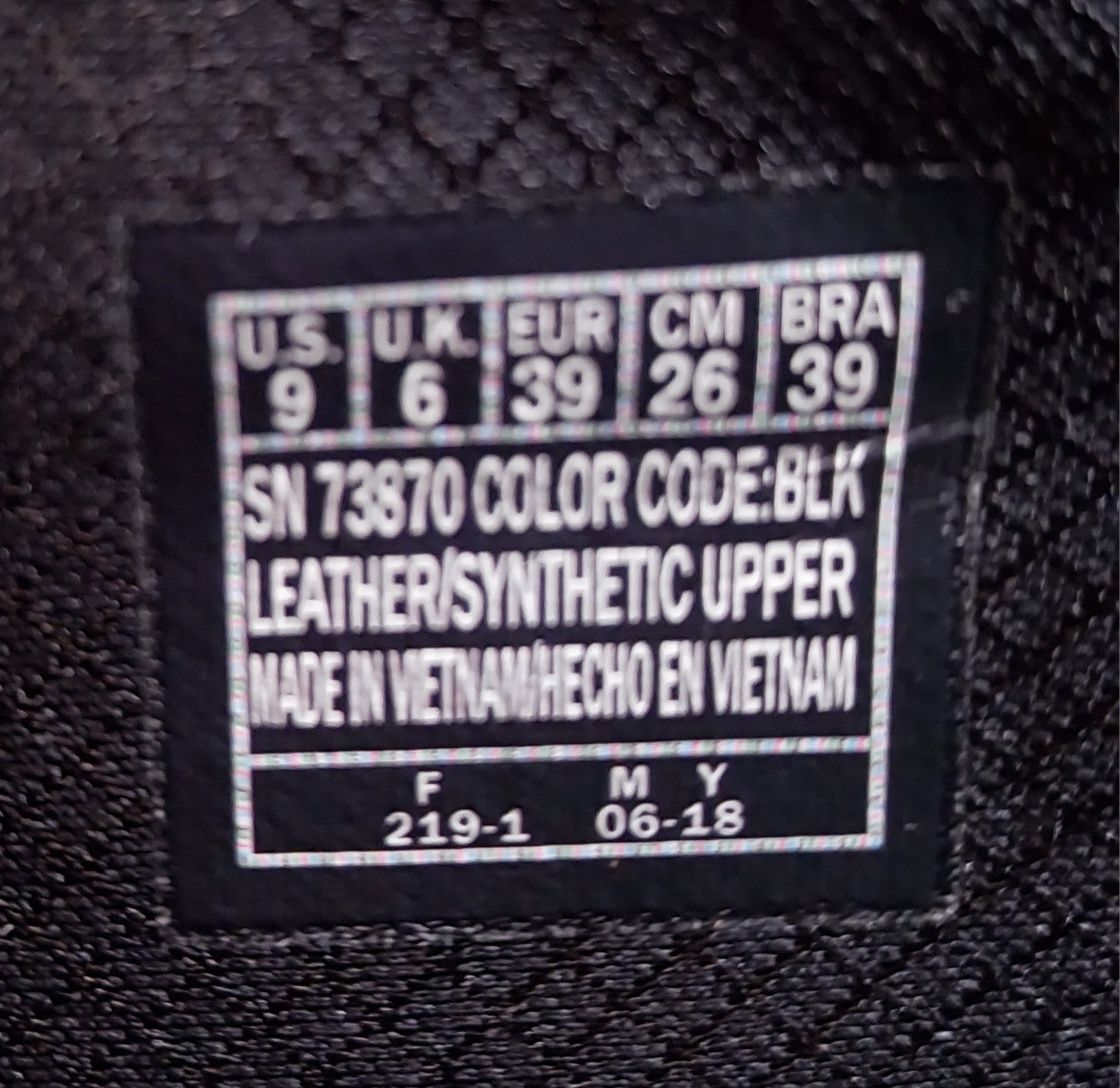 U.S. U.K. EUR CM BRA
9 6 39 26 39
SN 73870 COLOR CODE:BLK
LEATHER/SYNTHETIC UPPER
MADE IN VIETNAM/HECHO EN VIETNAM
F M Y
219-1 06-18